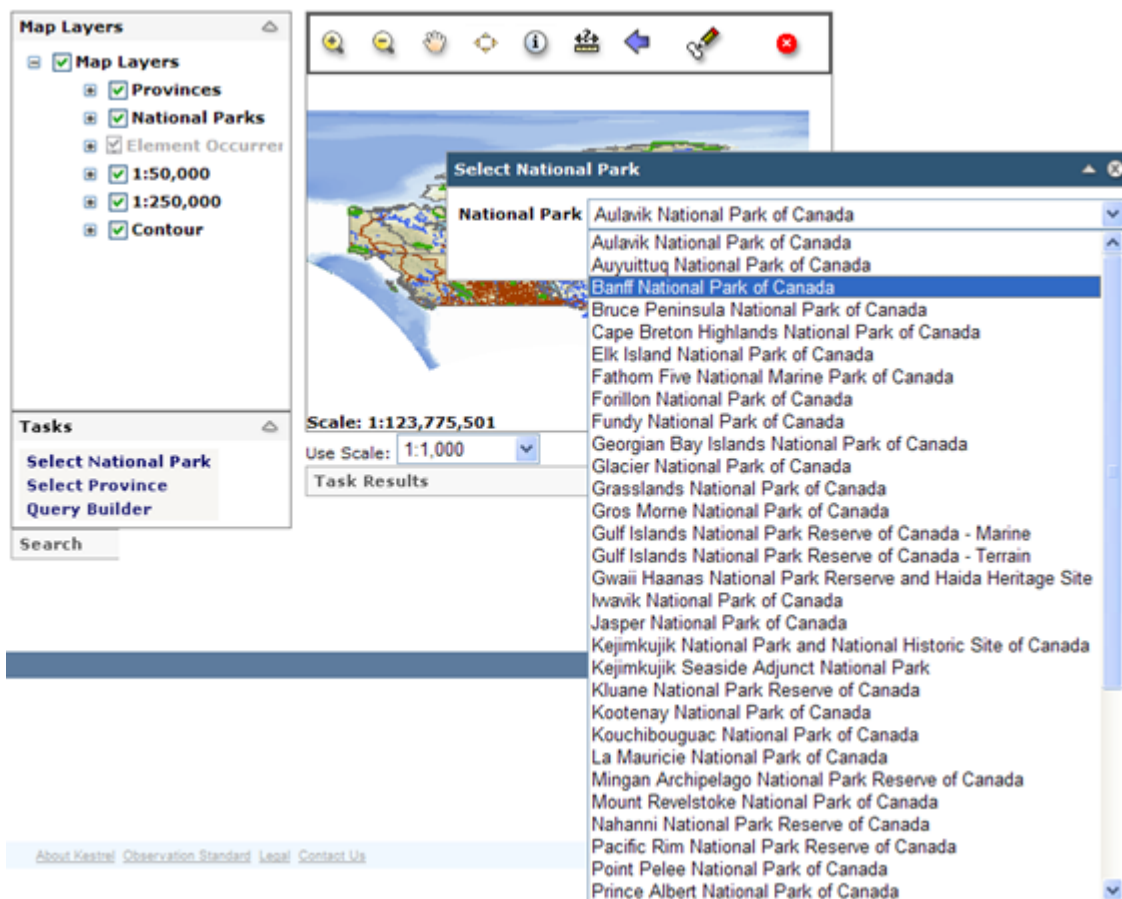 Map Layers
Map Layers
Provinces
National Parks
Element Occurrer
1:50,000
1:250,000
Contour
Tasks
Select National Park
Select Province
Query Builder
Search
Scale: 1:123,775,501
Use Scale: 1:1,000
Task Results
Select National Park
National Park Aulavik National Park of Canada
Aulavik National Park of Canada
Auyuittuq National Park of Canada
Banff National Park of Canada
Bruce Peninsula National Park of Canada
Cape Breton Highlands National Park of Canada
Elk Island National Park of Canada
Fathom Five National Marine Park of Canada
Forillon National Park of Canada
Fundy National Park of Canada
Georgian Bay Islands National Park of Canada
Glacier National Park of Canada
Grasslands National Park of Canada
Gros Morne National Park of Canada
Gulf Islands National Park Reserve of Canada - Marine
Gulf Islands National Park Reserve of Canada - Terrain
Gwaii Haanas National Park Rerserve and Haida Heritage Site
Iwavik National Park of Canada
Jasper National Park of Canada
Kejimkujik National Park and National Historic Site of Canada
Kejimkujik Seaside Adjunct National Park
Kluane National Park Reserve of Canada
Kootenay National Park of Canada
Kouchibouguac National Park of Canada
La Mauricie National Park of Canada
Mingan Archipelago National Park Reserve of Canada
Mount Revelstoke National Park of Canada
Nahanni National Park Reserve of Canada
Pacific Rim National Park Reserve of Canada
Point Pelee National Park of Canada
Prince Albert National Park of Canada
About Kestrel Observation Standard Legal Contact Us